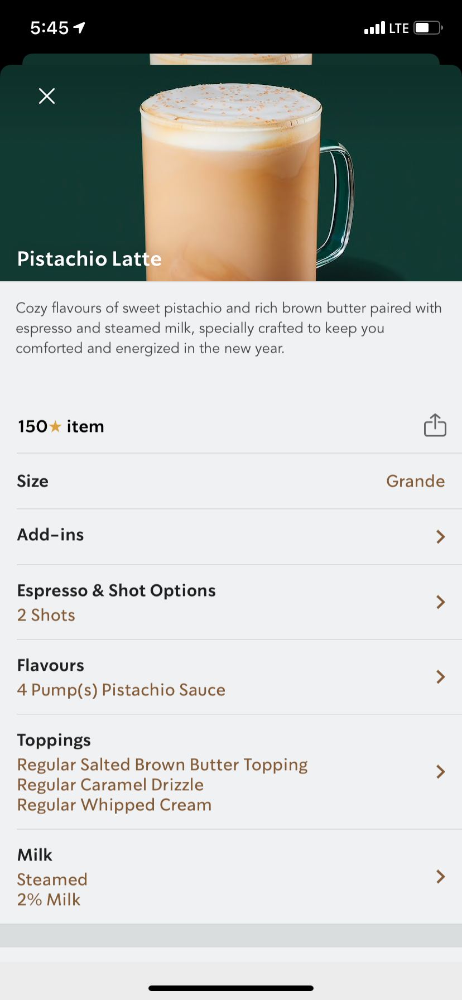 5:45
LTE
Pistachio Latte
Cozy flavours of sweet pistachio and rich brown butter paired with
espresso and steamed milk, specially crafted to keep you
comforted and energized in the new year.
150★ item
Size
Grande
Add-ins
Espresso & Shot Options
2 Shots
Flavours
4 Pump(s) Pistachio Sauce
Toppings
Regular Salted Brown Butter Topping
Regular Caramel Drizzle
Regular Whipped Cream
Milk
Steamed
2% Milk